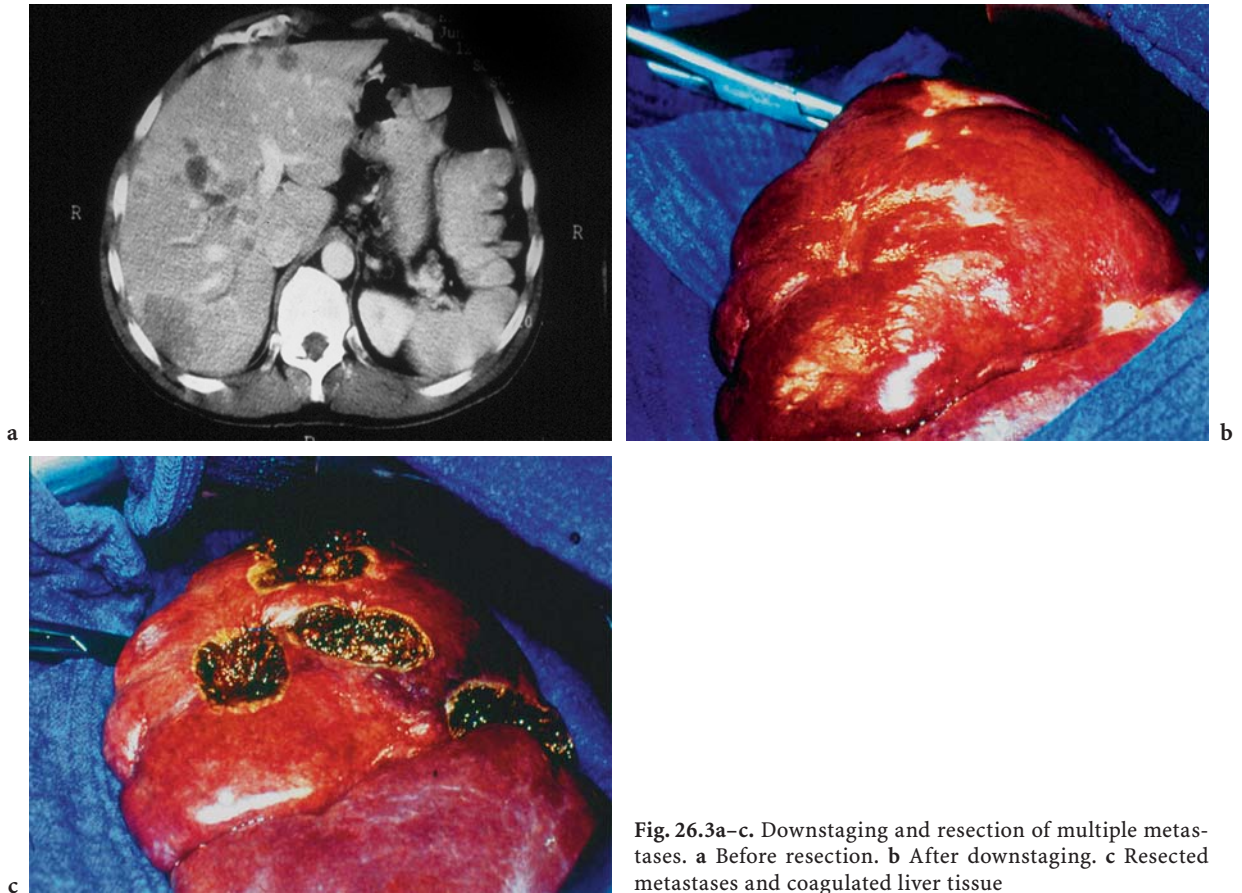 R
R
a
b
c
Fig. 26.3a–c. Downstaging and resection of multiple metas-
tases. a Before resection. b After downstaging. c Resected
metastases and coagulated liver tissue